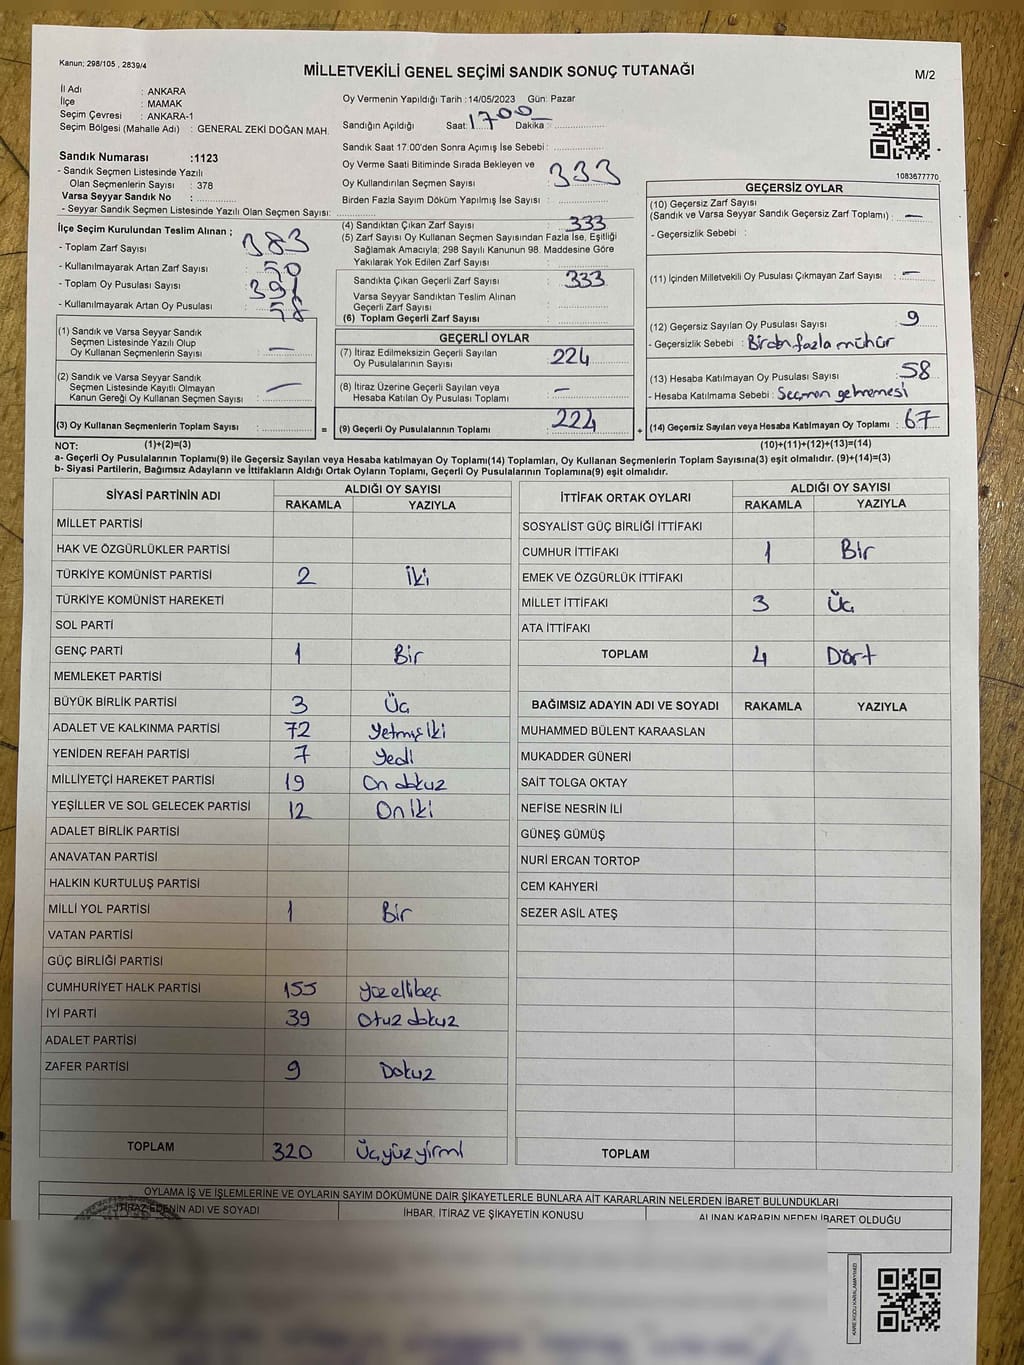 Kanun; 298/105 , 2839/4
MİLLETVEKİLİ GENEL SEÇİMİ SANDIK SONUÇ TUTANAĞI
M/2
İl Adı : ANKARA
İlçe : MAMAK
Seçim Çevresi : ANKARA-1
Seçim Bölgesi (Mahalle Adı) : GENERAL ZEKİ DOĞAN MAH.
Oy Vermenin Yapıldığı Tarih :14/05/2023 Gün: Pazar
Sandığın Açıldığı Saat: 1700 Dakika :
Sandık Saat 17:00'den Sonra Açımış İse Sebebi :
Oy Verme Saati Bitiminde Sırada Bekleyen ve
Oy Kullandırılan Seçmen Sayısı : 333
Birden Fazla Sayım Döküm Yapılmış İse Sayısı :
Sandık Numarası :1123
- Sandık Seçmen Listesinde Yazılı
Olan Seçmenlerin Sayısı : 378
Varsa Seyyar Sandık No :
- Seyyar Sandık Seçmen Listesinde Yazılı Olan Seçmen Sayısı:
İlçe Seçim Kurulundan Teslim Alınan ;
- Toplam Zarf Sayısı : 383
- Kullanılmayarak Artan Zarf Sayısı : 50
- Toplam Oy Pusulası Sayısı : 391
- Kullanılmayarak Artan Oy Pusulası : 58
(1) Sandık ve Varsa Seyyar Sandık
Seçmen Listesinde Yazılı Olup
Oy Kullanan Seçmenlerin Sayısı : —
(2) Sandık ve Varsa Seyyar Sandık
Seçmen Listesinde Kayıtlı Olmayan
Kanun Gereği Oy Kullanan Seçmen Sayısı : —
(3) Oy Kullanan Seçmenlerin Toplam Sayısı :
(4) Sandıktan Çıkan Zarf Sayısı : 333
(5) Zarf Sayısı Oy Kullanan Seçmen Sayısından Fazla İse, Eşitliği
Sağlamak Amacıyla; 298 Sayılı Kanunun 98. Maddesine Göre
Yakılarak Yok Edilen Zarf Sayısı :
Sandıkta Çıkan Geçerli Zarf Sayısı : 333
Varsa Seyyar Sandıktan Teslim Alınan
Geçerli Zarf Sayısı :
(6) Toplam Geçerli Zarf Sayısı :
GEÇERLİ OYLAR
(7) İtiraz Edilmeksizin Geçerli Sayılan
Oy Pusulalarının Sayısı : 224
(8) İtiraz Üzerine Geçerli Sayılan veya
Hesaba Katılan Oy Pusulası Toplamı : —
= (9) Geçerli Oy Pusulalarının Toplamı : 224 +
1083677770
GEÇERSİZ OYLAR
(10) Geçersiz Zarf Sayısı
(Sandık ve Varsa Seyyar Sandık Geçersiz Zarf Toplamı) : —
- Geçersizlik Sebebi :
(11) İçinden Milletvekili Oy Pusulası Çıkmayan Zarf Sayısı : —
(12) Geçersiz Sayılan Oy Pusulası Sayısı : 9
- Geçersizlik Sebebi : Birden fazla mühür
(13) Hesaba Katılmayan Oy Pusulası Sayısı : 58
- Hesaba Katılmama Sebebi : Seçmen gelmemesi
(14) Geçersiz Sayılan veya Hesaba Katılmayan Oy Toplamı : 67
NOT: (1)+(2)=(3) (10)+(11)+(12)+(13)=(14)
a- Geçerli Oy Pusulalarının Toplamı(9) ile Geçersiz Sayılan veya Hesaba katılmayan Oy Toplamı(14) Toplamları, Oy Kullanan Seçmenlerin Toplam Sayısına(3) eşit olmalıdır. (9)+(14)=(3)
b- Siyasi Partilerin, Bağımsız Adayların ve İttifakların Aldığı Ortak Oyların Toplamı, Geçerli Oy Pusulalarının Toplamına(9) eşit olmalıdır.
SİYASİ PARTİNİN ADI ALDIĞI OY SAYISI
RAKAMLA YAZIYLA
MİLLET PARTİSİ
HAK VE ÖZGÜRLÜKLER PARTİSİ
TÜRKİYE KOMÜNİST PARTİSİ 2 iki
TÜRKİYE KOMÜNİST HAREKETİ
SOL PARTİ
GENÇ PARTİ 1 Bir
MEMLEKET PARTİSİ
BÜYÜK BİRLİK PARTİSİ 3 Üç
ADALET VE KALKINMA PARTİSİ 72 Yetmiş iki
YENİDEN REFAH PARTİSİ 7 Yedi
MİLLİYETÇİ HAREKET PARTİSİ 19 On dokuz
YEŞİLLER VE SOL GELECEK PARTİSİ 12 On iki
ADALET BİRLİK PARTİSİ
ANAVATAN PARTİSİ
HALKIN KURTULUŞ PARTİSİ
MİLLİ YOL PARTİSİ 1 Bir
VATAN PARTİSİ
GÜÇ BİRLİĞİ PARTİSİ
CUMHURİYET HALK PARTİSİ 155 Yüz elli beş
İYİ PARTİ 39 Otuz dokuz
ADALET PARTİSİ
ZAFER PARTİSİ 9 Dokuz
TOPLAM 320 Üç yüz yirmi
İTTİFAK ORTAK OYLARI ALDIĞI OY SAYISI
RAKAMLA YAZIYLA
SOSYALİST GÜÇ BİRLİĞİ İTTİFAKI
CUMHUR İTTİFAKI 1 Bir
EMEK VE ÖZGÜRLÜK İTTİFAKI
MİLLET İTTİFAKI 3 Üç
ATA İTTİFAKI
TOPLAM 4 Dört
BAĞIMSIZ ADAYIN ADI VE SOYADI RAKAMLA YAZIYLA
MUHAMMED BÜLENT KARAASLAN
MUKADDER GÜNERİ
SAİT TOLGA OKTAY
NEFİSE NESRİN İLİ
GÜNEŞ GÜMÜŞ
NURİ ERCAN TORTOP
CEM KAHYERİ
SEZER ASİL ATEŞ
TOPLAM
OYLAMA İŞ VE İŞLEMLERİNE VE OYLARIN SAYIM DÖKÜMÜNE DAİR ŞİKAYETLERLE BUNLARA AİT KARARLARIN NELERDEN İBARET BULUNDUKLARI
İTİRAZ EDENİN ADI VE SOYADI İHBAR, İTİRAZ VE ŞİKAYETİN KONUSU ALINAN KARARIN NEDEN İBARET OLDUĞU
KARE KODU KARALAMAYINIZ!